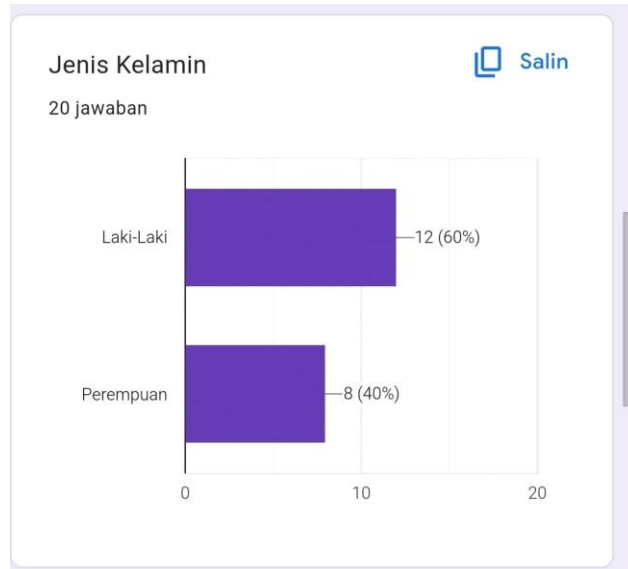 Jenis Kelamin
Salin
20 jawaban
Laki-Laki
12 (60%)
Perempuan
8 (40%)
0
10
20